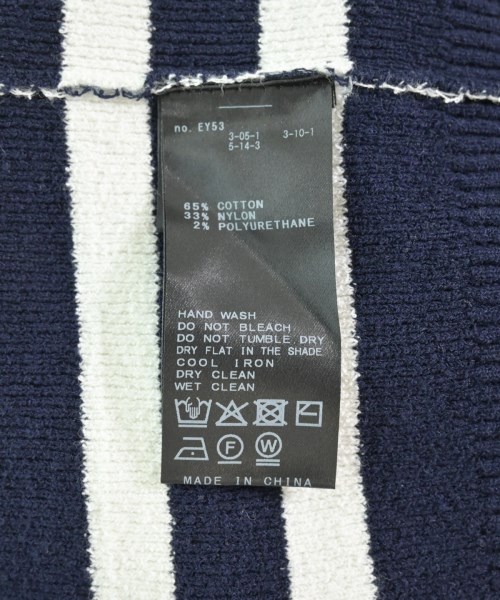 no. EY53
3-05-1 3-10-1
5-14-3
65% COTTON
33% NYLON
2% POLYURETHANE
HAND WASH
DO NOT BLEACH
DO NOT TUMBLE DRY
DRY FLAT IN THE SHADE
COOL IRON
DRY CLEAN
WET CLEAN
F W
MADE IN CHINA